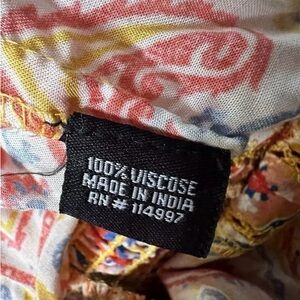 100% VISCOSE
MADE IN INDIA
RN # 114997